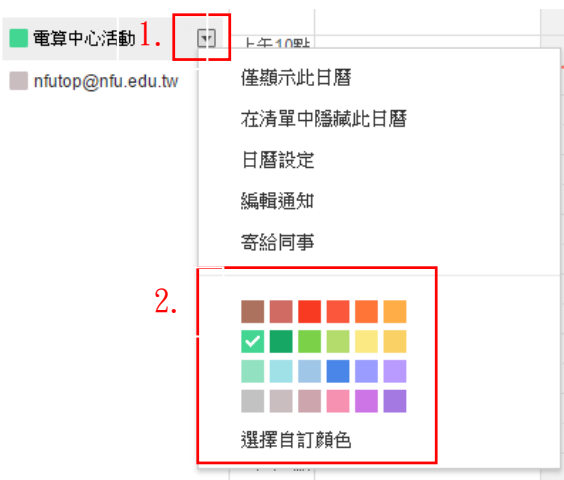 電算中心活動 1.
上午10點
nfutop@nfu.edu.tw
僅顯示此日曆
在清單中隱藏此日曆
日曆設定
編輯通知
寄給同事
2.
選擇自訂顏色